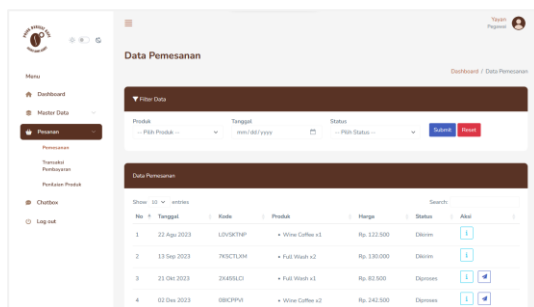 Yayan
Pegawai
Data Pemesanan
Dashboard / Data Pemesanan
Menu
Dashboard
Master Data
Pesanan
Pemesanan
Transaksi
Pembayaran
Penilaian Produk
Chatbox
Log out
Filter Data
Produk Tanggal Status
-- Pilih Produk -- mm/dd/yyyy -- Pilih Status -- Submit Reset
Data Pemesanan
Show 10 entries Search:
No Tanggal Kode Produk Harga Status Aksi
1 22 Agu 2023 • Wine Coffee x1 Rp. 122.500 Dikirim
2 13 Sep 2023 7KSCTLXM • Full Wash x2 Rp. 130.000 Dikirim
3 21 Okt 2023 • Full Wash x1 Rp. 82.500 Diproses
4 02 Des 2023 • Wine Coffee x2 Rp. 242.500 Diproses